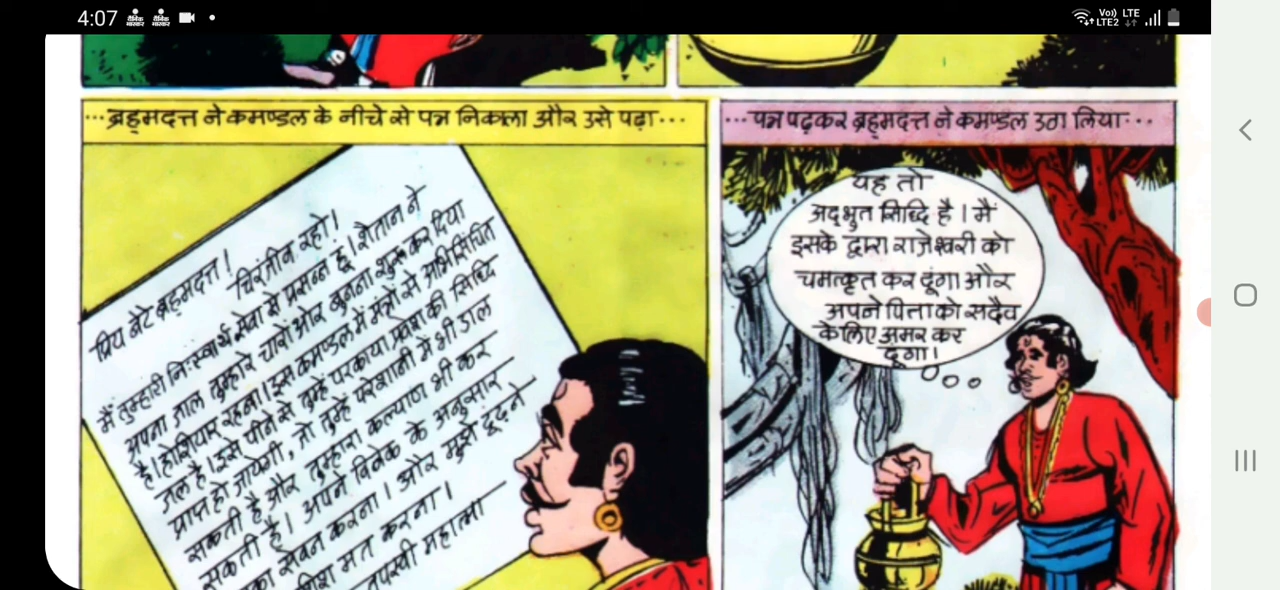 4:07
Vo)) LTE
LTE2
...ब्रह्मदत्त ने कमण्डल के नीचे से पत्र निकाला और उसे पढ़ा...
प्रिय बेटे ब्रह्मदत्त!
चिरंजीव रहो!
मैं तुम्हारी निःस्वार्थ सेवा से प्रसन्न हूं। शैतान ने
अपना जाल तुम्हारे चारों ओर बुनना शुरू कर दिया
है। होशियार रहना। इस कमण्डल में मंत्रों से अभिसिंचित
जल है। इसे पीने से तुम्हें परकाया प्रवेश की सिद्धि
प्राप्त हो जायेगी, जो तुम्हें परेशानी में भी डाल
सकती है और तुम्हारा कल्याण भी कर
सकती है। अपने विवेक के अनुसार
का सेवन करना। और मुझे ढूंढ़ने
मत करना।
तपस्वी महात्मा
...पत्र पढ़कर ब्रह्मदत्त ने कमण्डल उठा लिया...
यह तो
अद्भुत सिद्धि है। मैं
इसके द्वारा राजेश्वरी को
चमत्कृत कर दूंगा और
अपने पिता को सदैव
के लिए अमर कर
दूंगा।